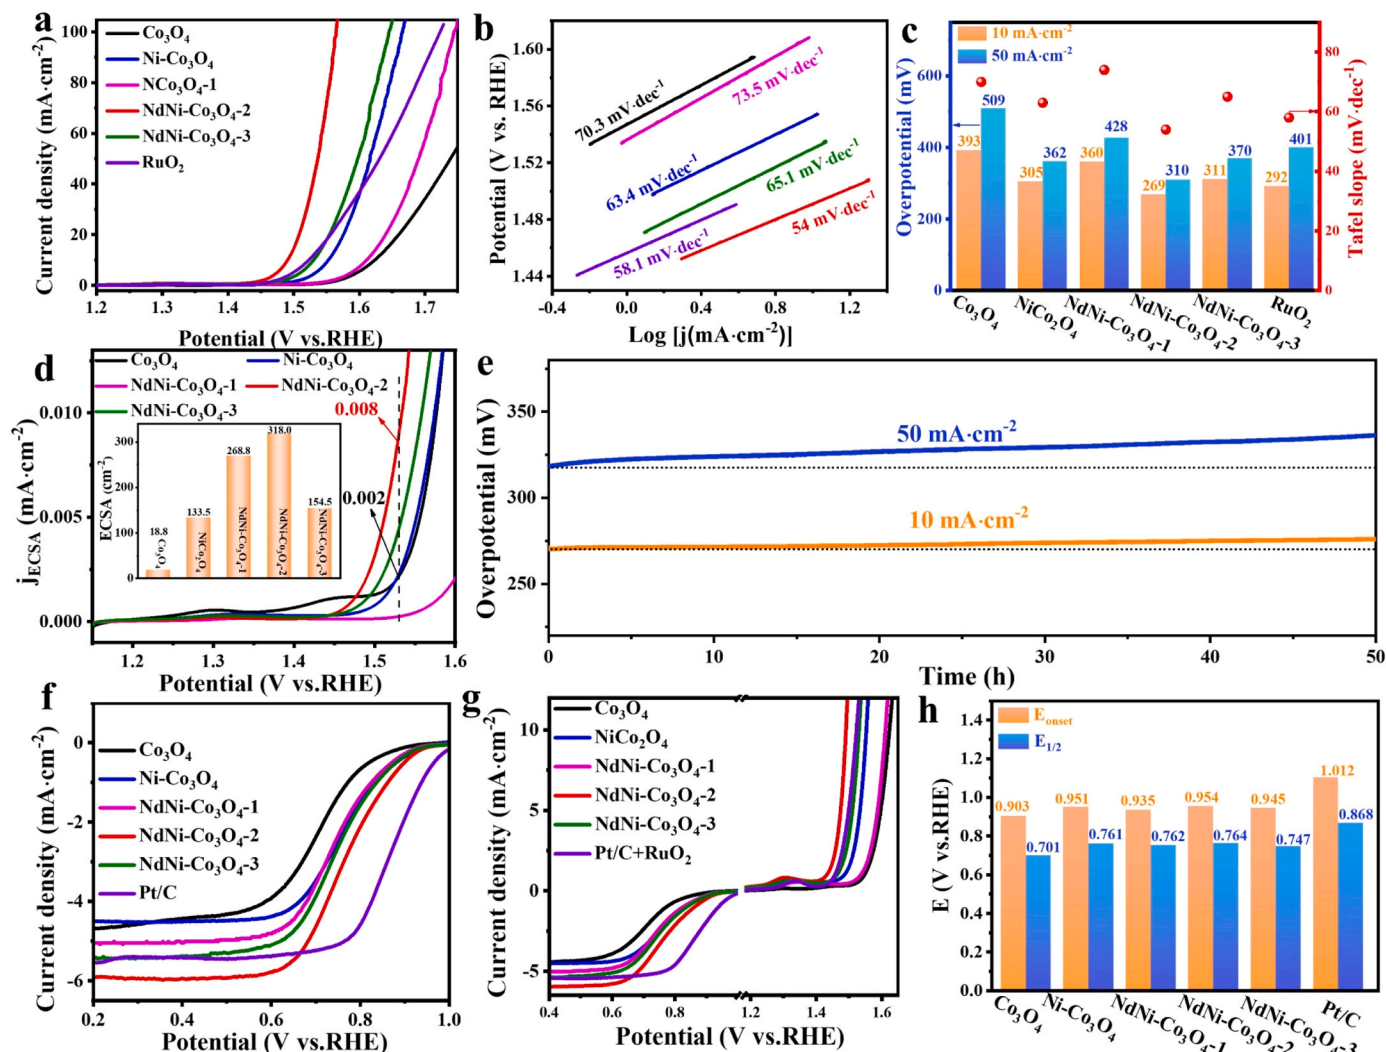 a
Current density (mA·cm⁻²)
100
80
60
40
20
0
Co₃O₄
Ni-Co₃O₄
NCo₃O₄-1
NdNi-Co₃O₄-2
NdNi-Co₃O₄-3
RuO₂
1.2 1.3 1.4 1.5 1.6 1.7
Potential (V vs.RHE)
b
Potential (V vs. RHE)
1.60
1.56
1.52
1.48
1.44
70.3 mV·dec⁻¹
73.5 mV·dec⁻¹
63.4 mV·dec⁻¹
65.1 mV·dec⁻¹
58.1 mV·dec⁻¹
54 mV·dec⁻¹
-0.6 0.0 0.6 1.2
Log [j(mA·cm⁻²)]
c
Overpotential (mV)
600
400
200
0
10 mA·cm⁻²
50 mA·cm⁻²
393 509
305 362
360 428
269 310
311 370
292 401
80
60
40
20
0
Tafel slope (mV·dec⁻¹)
Co₃O₄
NiCo₂O₄
NdNi-Co₃O₄-1
NdNi-Co₃O₄-2
NdNi-Co₃O₄-3
RuO₂
d
j_ECSA (mA·cm⁻²)
0.010
0.005
0.000
Co₃O₄
Ni-Co₃O₄
NdNi-Co₃O₄-1
NdNi-Co₃O₄-2
NdNi-Co₃O₄-3
0.008
0.002
ECSA (cm⁻²)
300
200
100
0
18.8
133.5
268.8
318.0
154.5
Co₃O₄
NiCo₂O₄
NdNi-Co₃O₄-1
NdNi-Co₃O₄-2
NdNi-Co₃O₄-3
1.2 1.3 1.4 1.5 1.6
Potential (V vs.RHE)
e
Overpotential (mV)
350
300
250
50 mA·cm⁻²
10 mA·cm⁻²
0 10 20 30 40 50
Time (h)
f
Current density (mA·cm⁻²)
0
-2
-4
-6
Co₃O₄
Ni-Co₃O₄
NdNi-Co₃O₄-1
NdNi-Co₃O₄-2
NdNi-Co₃O₄-3
Pt/C
0.2 0.4 0.6 0.8 1.0
Potential (V vs.RHE)
g
Current density (mA·cm⁻²)
10
5
0
-5
Co₃O₄
NiCo₂O₄
NdNi-Co₃O₄-1
NdNi-Co₃O₄-2
NdNi-Co₃O₄-3
Pt/C+RuO₂
0.4 0.6 0.8 1.2 1.4 1.6
Potential (V vs.RHE)
h
E (V vs.RHE)
1.4
1.2
1.0
0.8
0.6
0.4
0.2
0.0
E_onset
E_1/2
0.903 0.701
0.951 0.761
0.935 0.762
0.954 0.764
0.945 0.747
1.012 0.868
Co₃O₄
Ni-Co₃O₄
NdNi-Co₃O₄-1
NdNi-Co₃O₄-2
NdNi-Co₃O₄-3
Pt/C